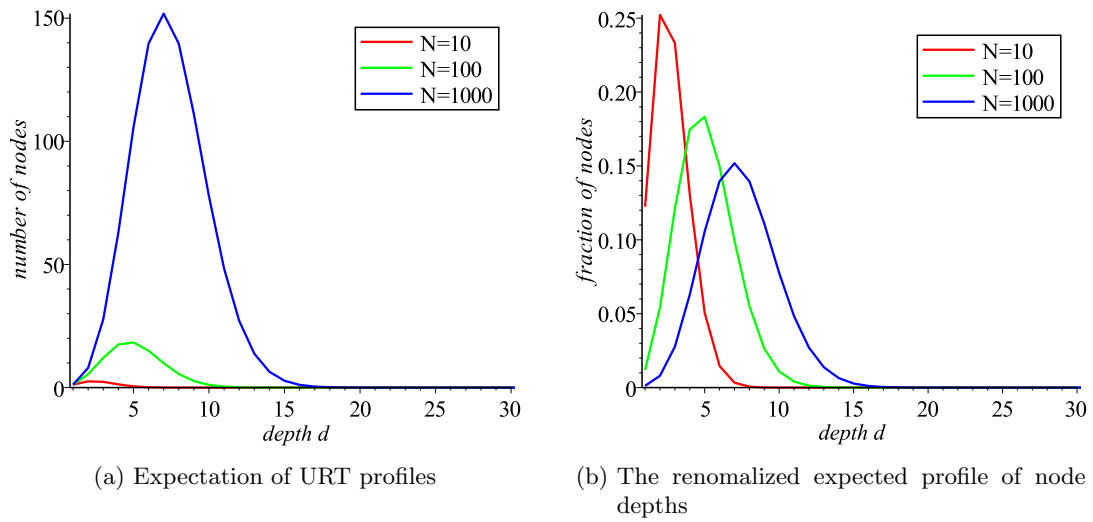 150
100
50
0
5
10
15
20
25
30
number of nodes
depth d
N=10
N=100
N=1000
(a) Expectation of URT profiles
0.25
0.20
0.15
0.10
0.05
0
5
10
15
20
25
30
fraction of nodes
depth d
N=10
N=100
N=1000
(b) The renomalized expected profile of node
depths